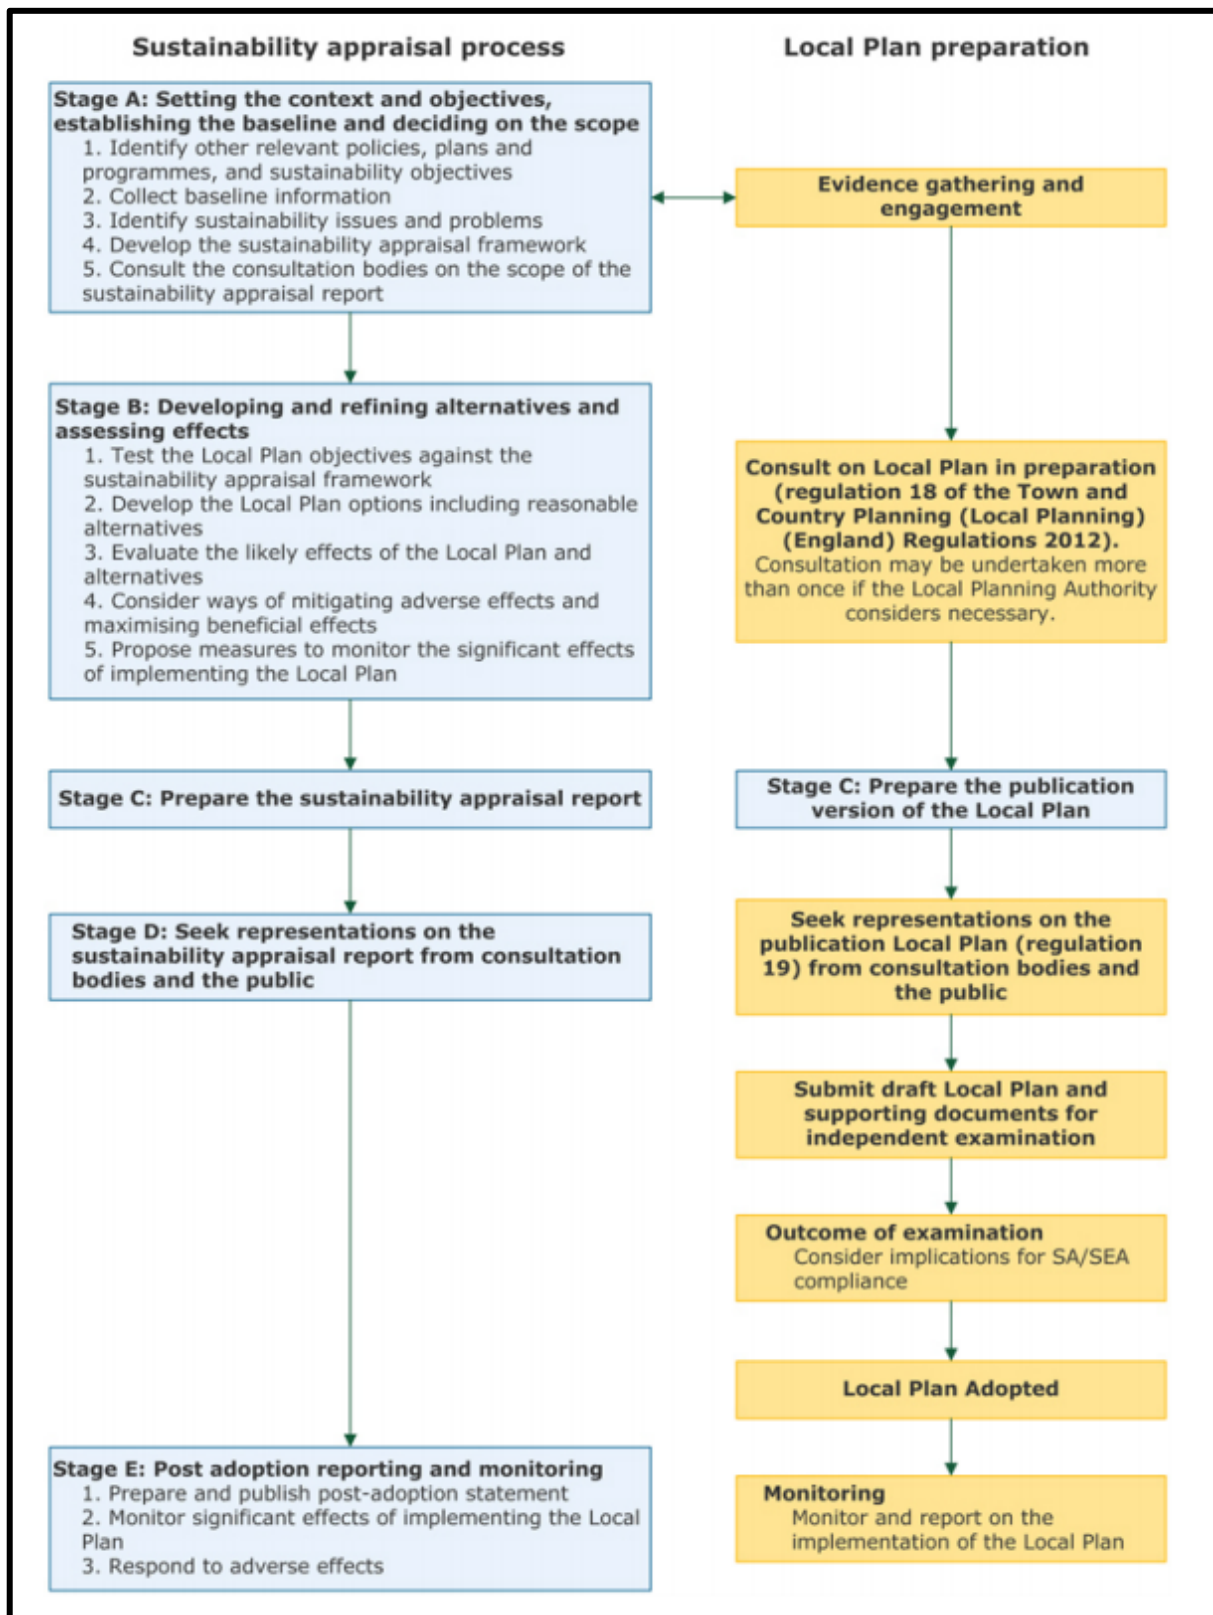 Sustainability appraisal process
Local Plan preparation
Stage A: Setting the context and objectives,
establishing the baseline and deciding on the scope
1. Identify other relevant policies, plans and
programmes, and sustainability objectives
2. Collect baseline information
3. Identify sustainability issues and problems
4. Develop the sustainability appraisal framework
5. Consult the consultation bodies on the scope of the
sustainability appraisal report
Evidence gathering and
engagement
Stage B: Developing and refining alternatives and
assessing effects
1. Test the Local Plan objectives against the
sustainability appraisal framework
2. Develop the Local Plan options including reasonable
alternatives
3. Evaluate the likely effects of the Local Plan and
alternatives
4. Consider ways of mitigating adverse effects and
maximising beneficial effects
5. Propose measures to monitor the significant effects
of implementing the Local Plan
Consult on Local Plan in preparation
(regulation 18 of the Town and
Country Planning (Local Planning)
(England) Regulations 2012).
Consultation may be undertaken more
than once if the Local Planning Authority
considers necessary.
Stage C: Prepare the sustainability appraisal report
Stage C: Prepare the publication
version of the Local Plan
Stage D: Seek representations on the
sustainability appraisal report from consultation
bodies and the public
Seek representations on the
publication Local Plan (regulation
19) from consultation bodies and
the public
Submit draft Local Plan and
supporting documents for
independent examination
Outcome of examination
Consider implications for SA/SEA
compliance
Local Plan Adopted
Stage E: Post adoption reporting and monitoring
1. Prepare and publish post-adoption statement
2. Monitor significant effects of implementing the Local
Plan
3. Respond to adverse effects
Monitoring
Monitor and report on the
implementation of the Local Plan